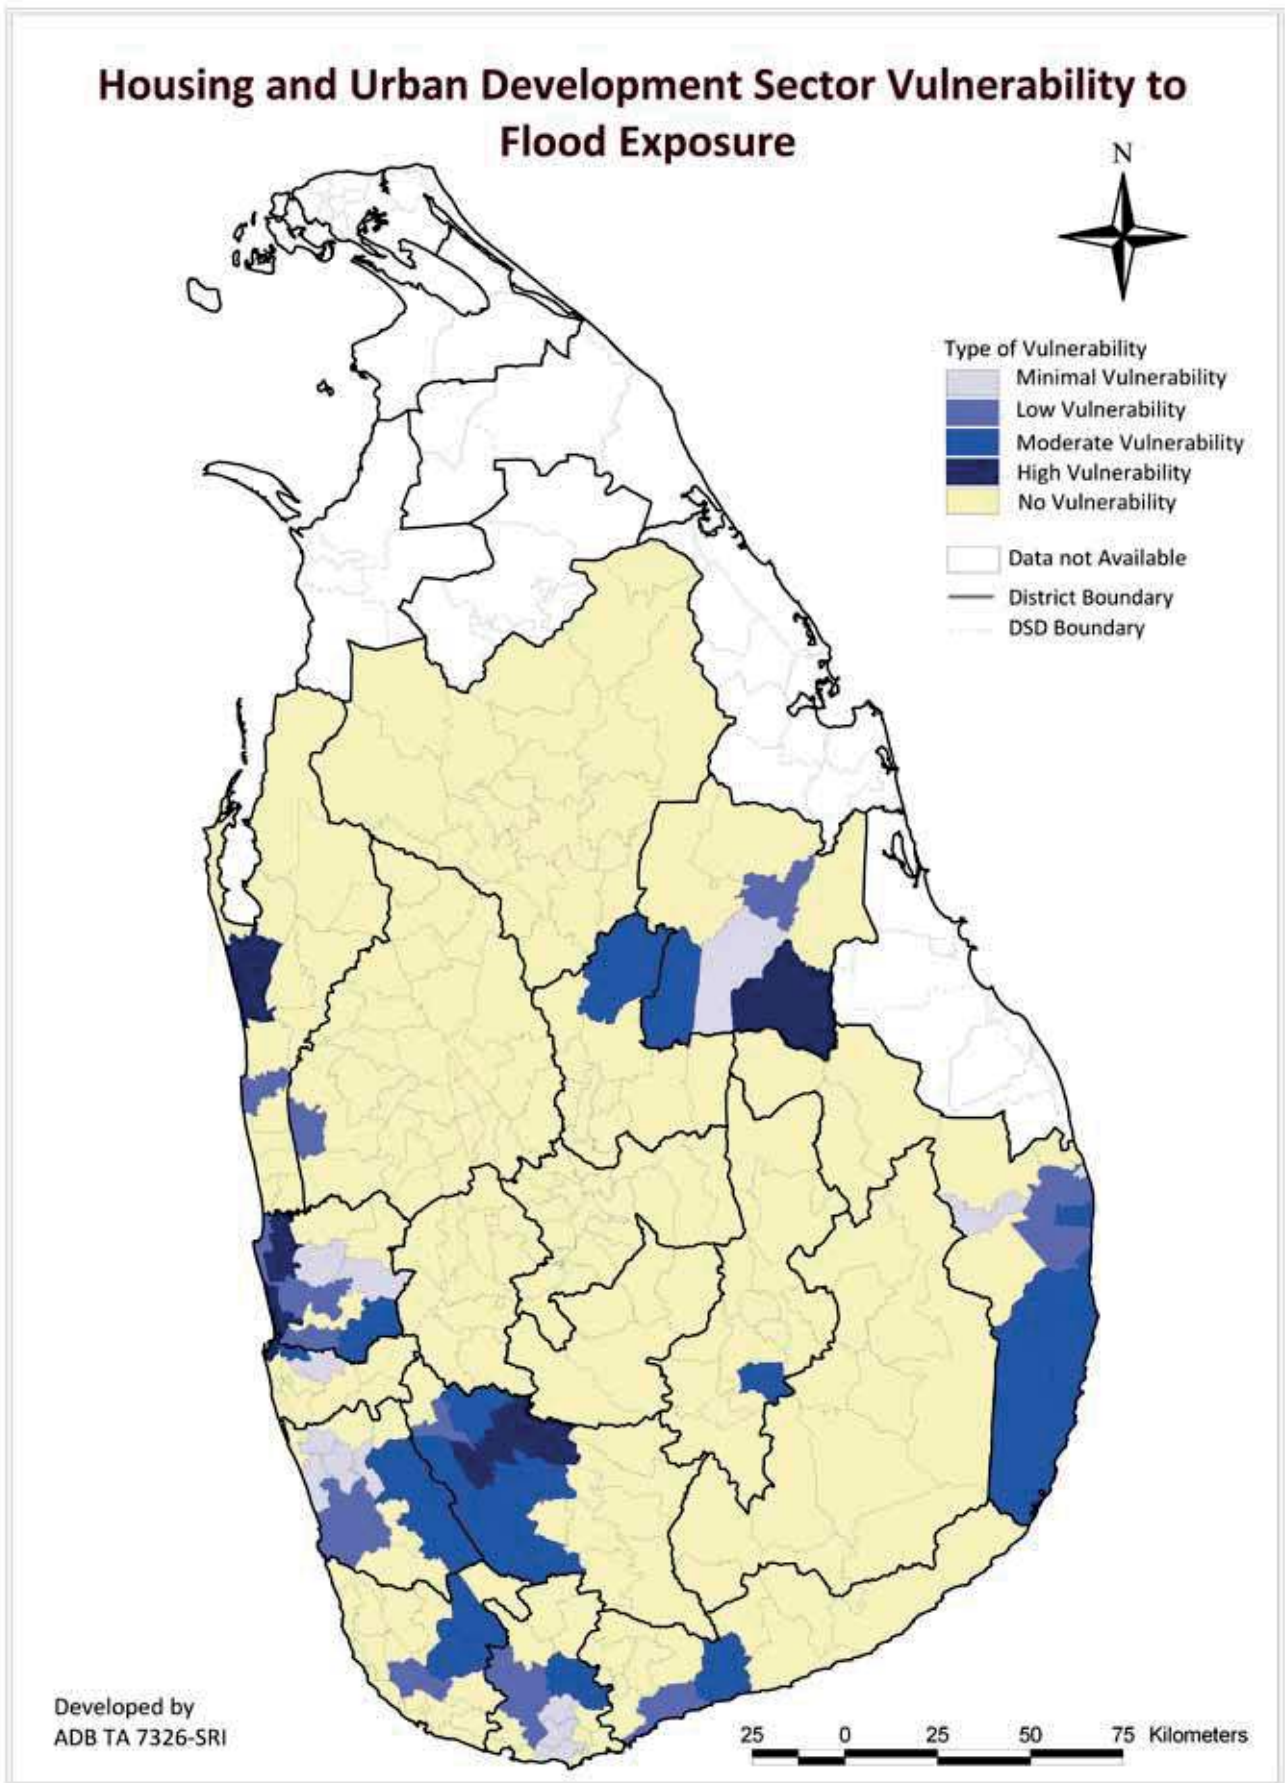 Housing and Urban Development Sector Vulnerability to
Flood Exposure
N
Type of Vulnerability
Minimal Vulnerability
Low Vulnerability
Moderate Vulnerability
High Vulnerability
No Vulnerability
Data not Available
District Boundary
DSD Boundary
Developed by
ADB TA 7326-SRI
25 0 25 50 75 Kilometers